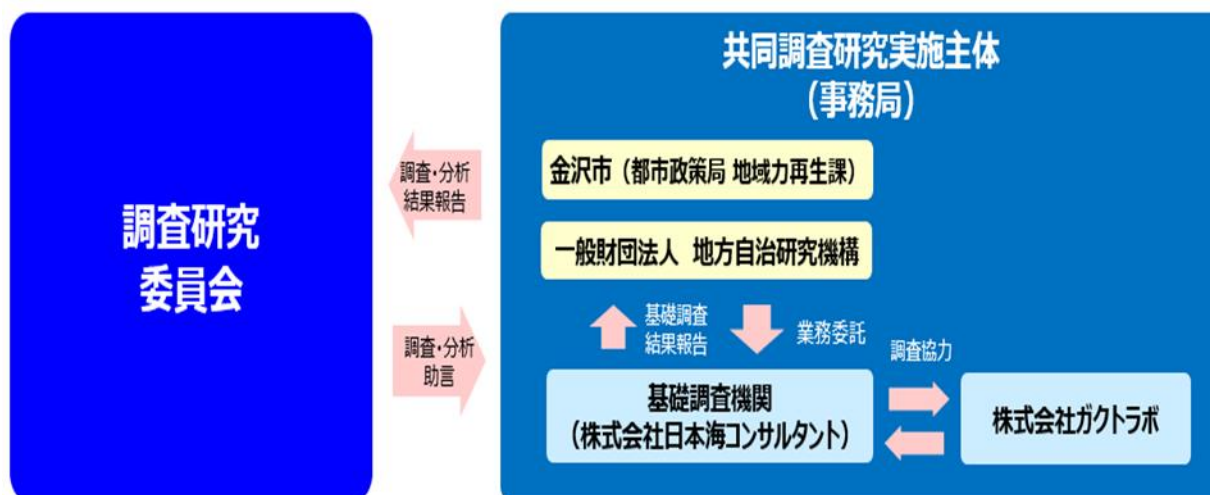 調査研究
委員会
調査・分析
結果報告
調査・分析
助言
共同調査研究実施主体
(事務局)
金沢市(都市政策局 地域力再生課)
一般財団法人 地方自治研究機構
基礎調査
結果報告
業務委託
調査協力
基礎調査機関
(株式会社日本海コンサルタント)
株式会社ガクトラボ